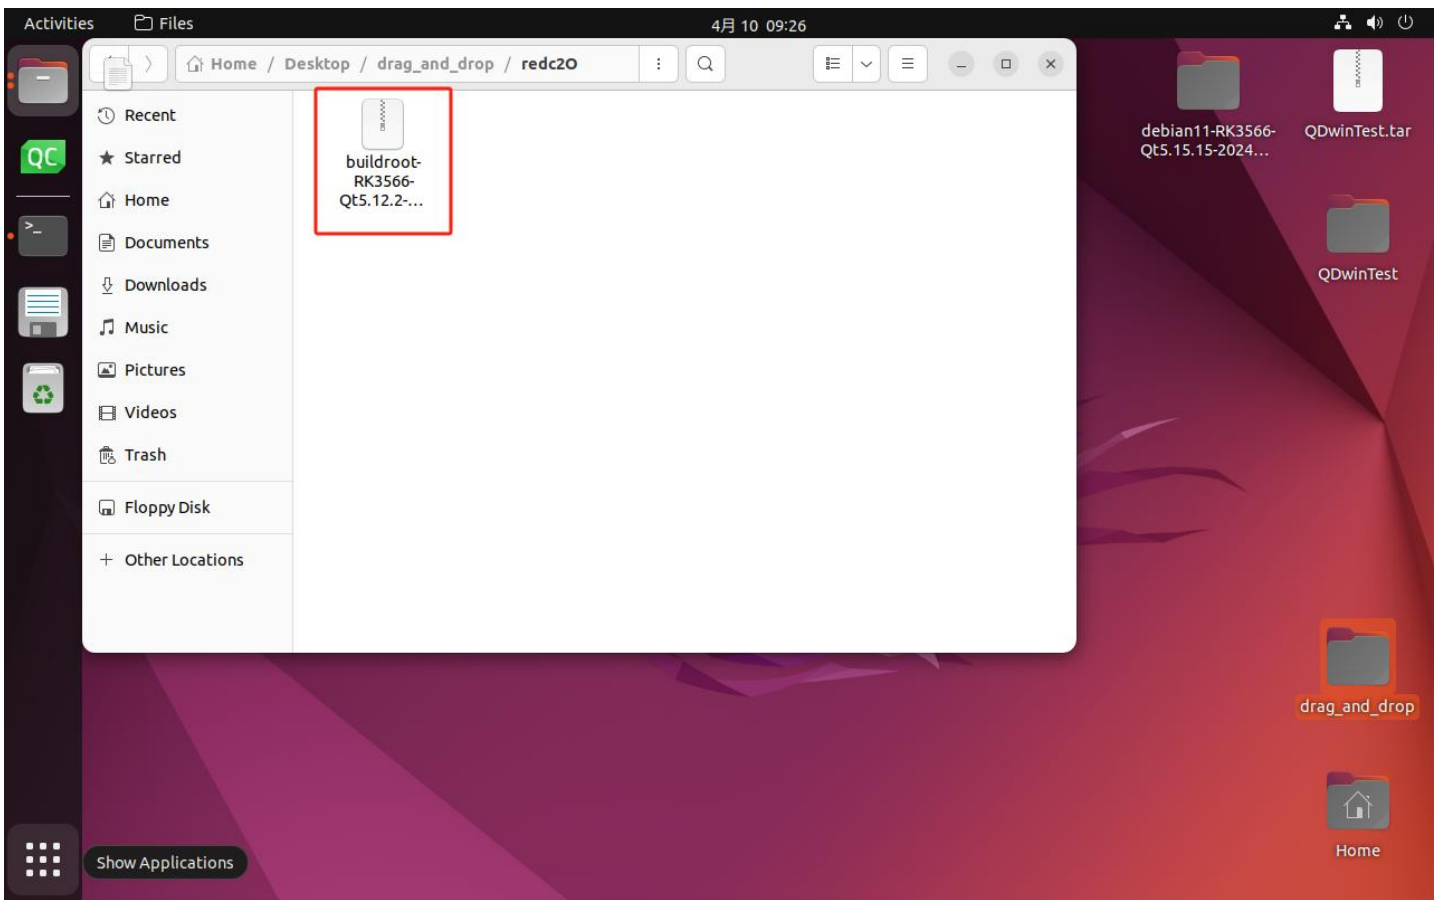 Activities
Files
4月 10 09:26
Home / Desktop / drag_and_drop / redc2O
Recent
Starred
Home
Documents
Downloads
Music
Pictures
Videos
Trash
Floppy Disk
Other Locations
buildroot-
RK3566-
Qt5.12.2-...
QC
>_
debian11-RK3566-
Qt5.15.15-2024...
QDwinTest.tar
QDwinTest
drag_and_drop
Home
Show Applications